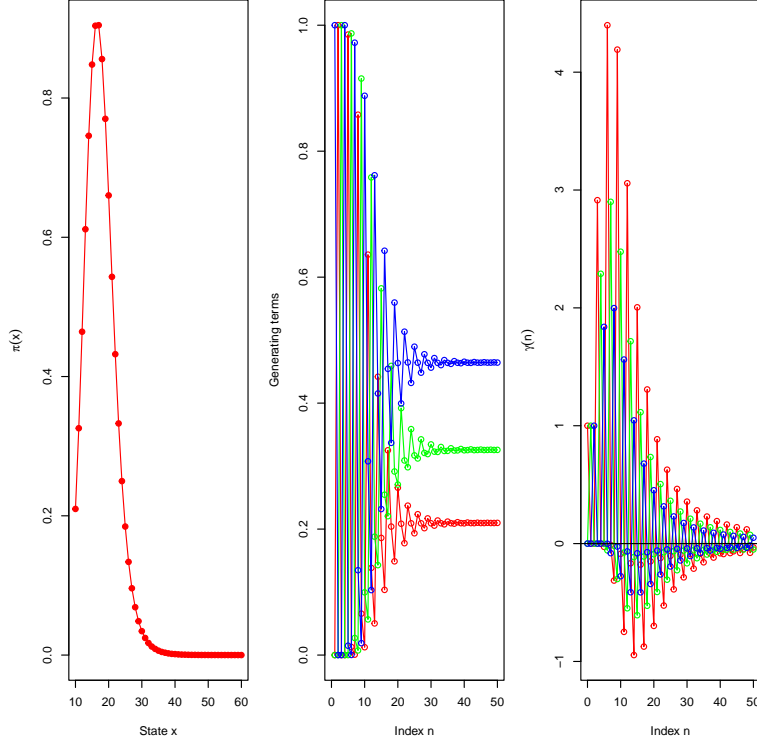 π(x)
0.0 0.2 0.4 0.6 0.8
10 20 30 40 50 60
State x
Generating terms
0.0 0.2 0.4 0.6 0.8 1.0
0 10 20 30 40 50
Index n
γ(n)
−1 0 1 2 3 4
0 10 20 30 40 50
Index n